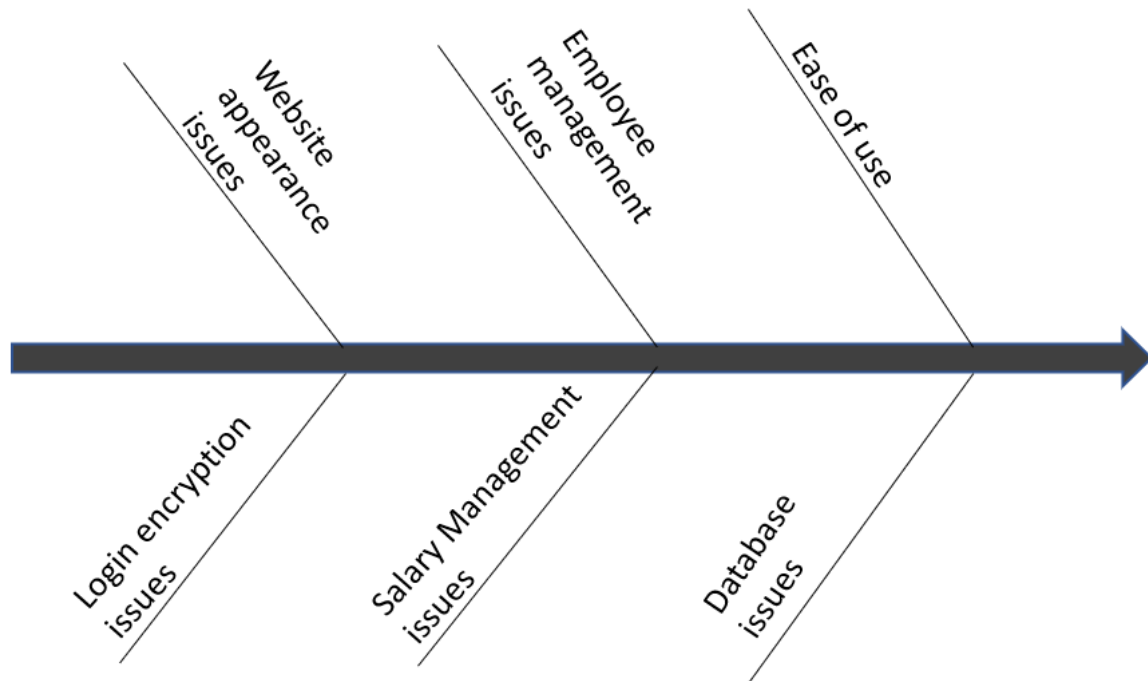 Website
appearance
issues
Employee
management
issues
Ease of use
Login encryption
issues
Salary Management
issues
Database
issues